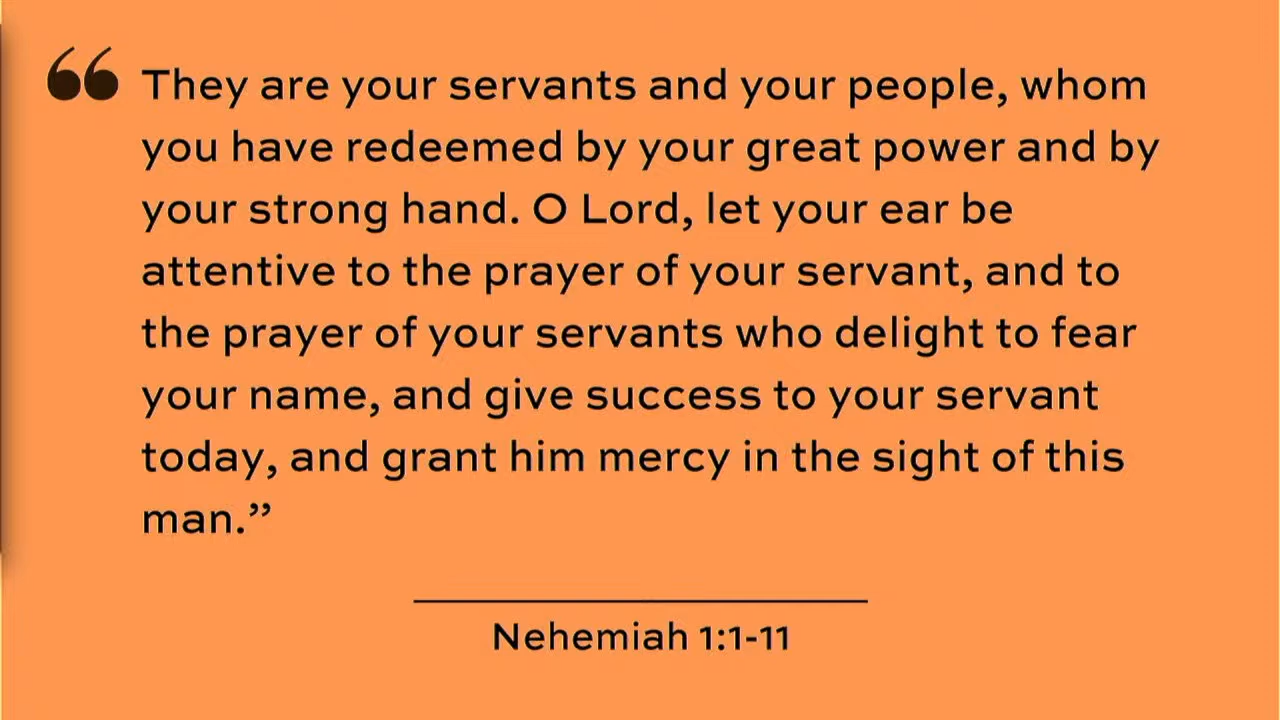 “ They are your servants and your people, whom
you have redeemed by your great power and by
your strong hand. O Lord, let your ear be
attentive to the prayer of your servant, and to
the prayer of your servants who delight to fear
your name, and give success to your servant
today, and grant him mercy in the sight of this
man.”
Nehemiah 1:1-11